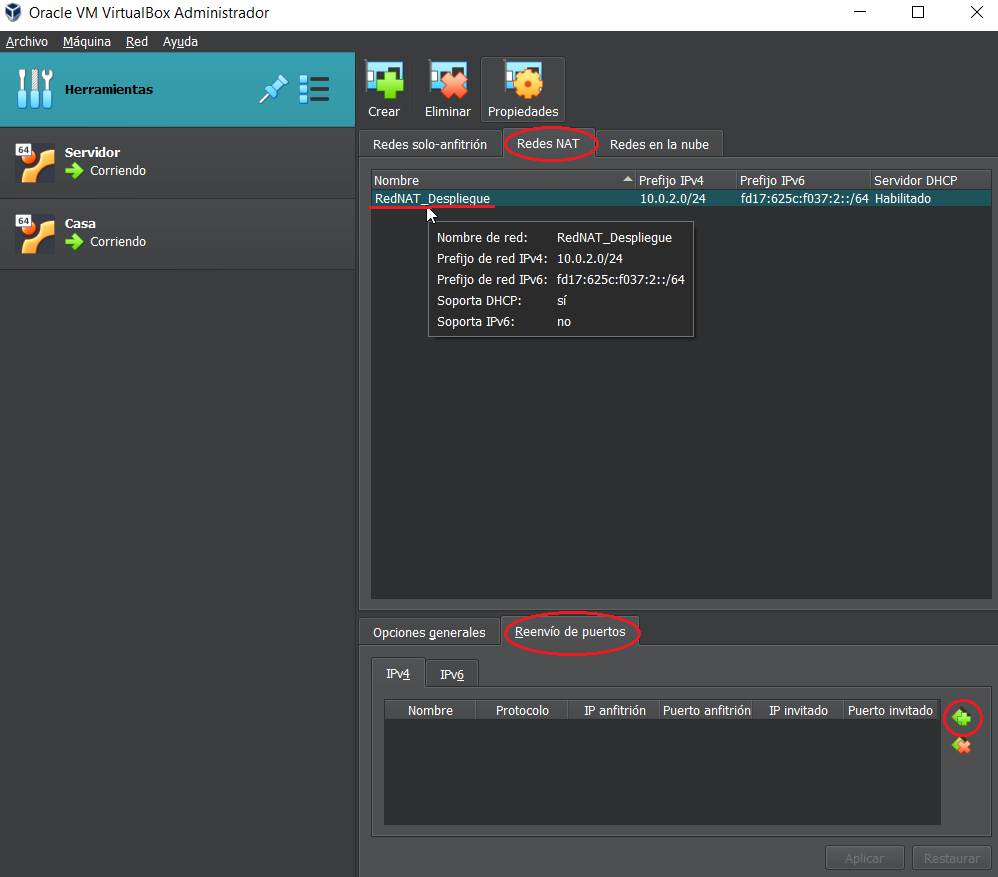 Oracle VM VirtualBox Administrador
Archivo Máquina Red Ayuda
Herramientas
64
Servidor
Corriendo
64
Casa
Corriendo
Crear Eliminar Propiedades
Redes solo-anfitrión Redes NAT Redes en la nube
Nombre Prefijo IPv4 Prefijo IPv6 Servidor DHCP
RedNAT_Despliegue 10.0.2.0/24 fd17:625c:f037:2::/64 Habilitado
Nombre de red: RedNAT_Despliegue
Prefijo de red IPv4: 10.0.2.0/24
Prefijo de red IPv6: fd17:625c:f037:2::/64
Soporta DHCP: sí
Soporta IPv6: no
Opciones generales Reenvío de puertos
IPv4 IPv6
Nombre Protocolo IP anfitrión Puerto anfitrión IP invitado Puerto invitado
Aplicar Restaurar